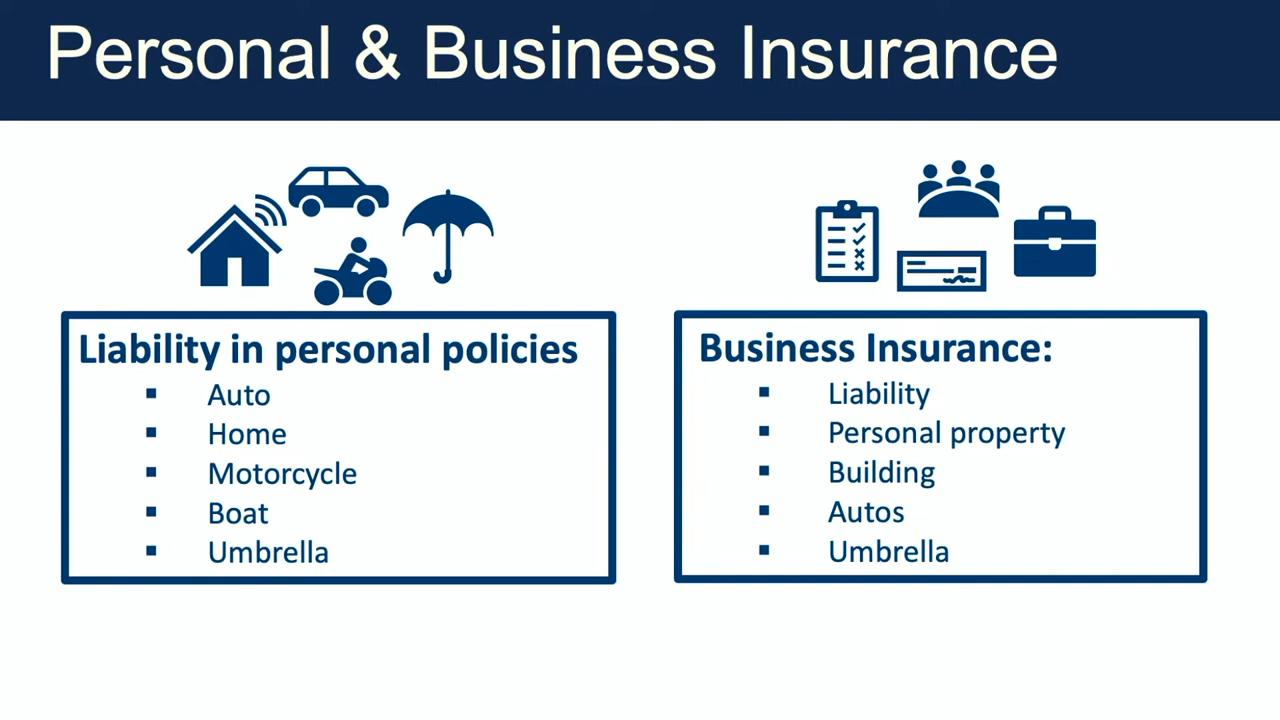 Personal & Business Insurance
Liability in personal policies
▪ Auto
▪ Home
▪ Motorcycle
▪ Boat
▪ Umbrella
Business Insurance:
▪ Liability
▪ Personal property
▪ Building
▪ Autos
▪ Umbrella